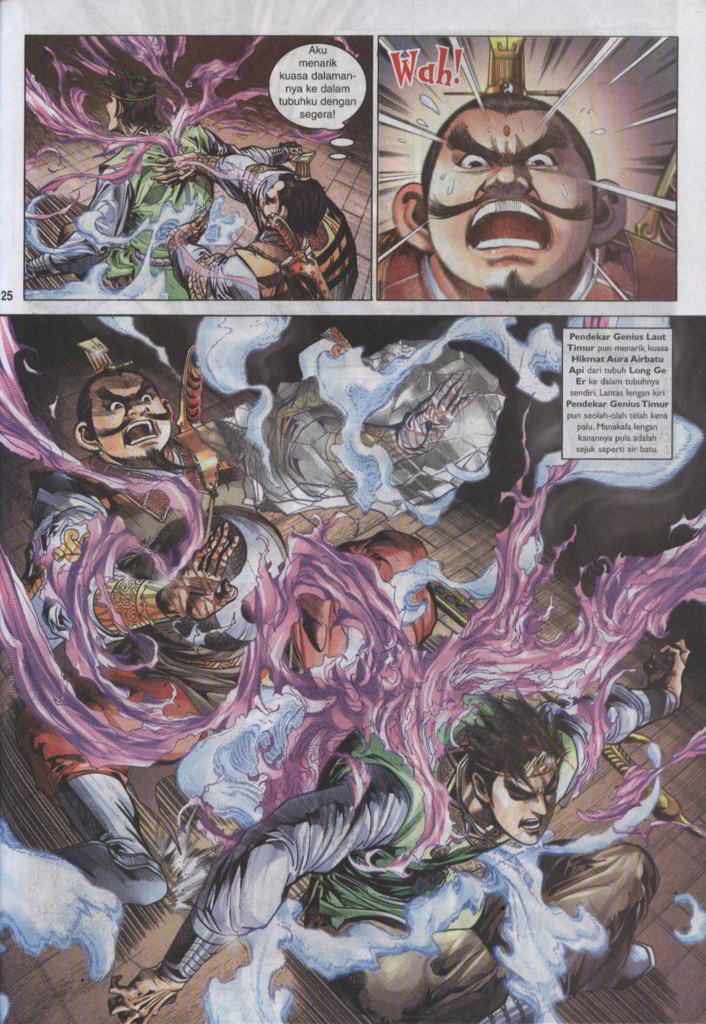 Aku
menarik
kuasa dalaman-
nya ke dalam
tubuhku dengan
segera!
Wah!
25
Pendekar Genius Laut
Timur pun menarik kuasa
Hikmat Aura Airbatu
Api dari tubuh Long Ge
Er ke dalam tubuhnya
sendiri. Lantas lengan kiri
Pendekar Genius Timur
pun seolah-olah telah kena
palu. Manakala lengan
kanannya pula adalah
sejuk seperti air batu.